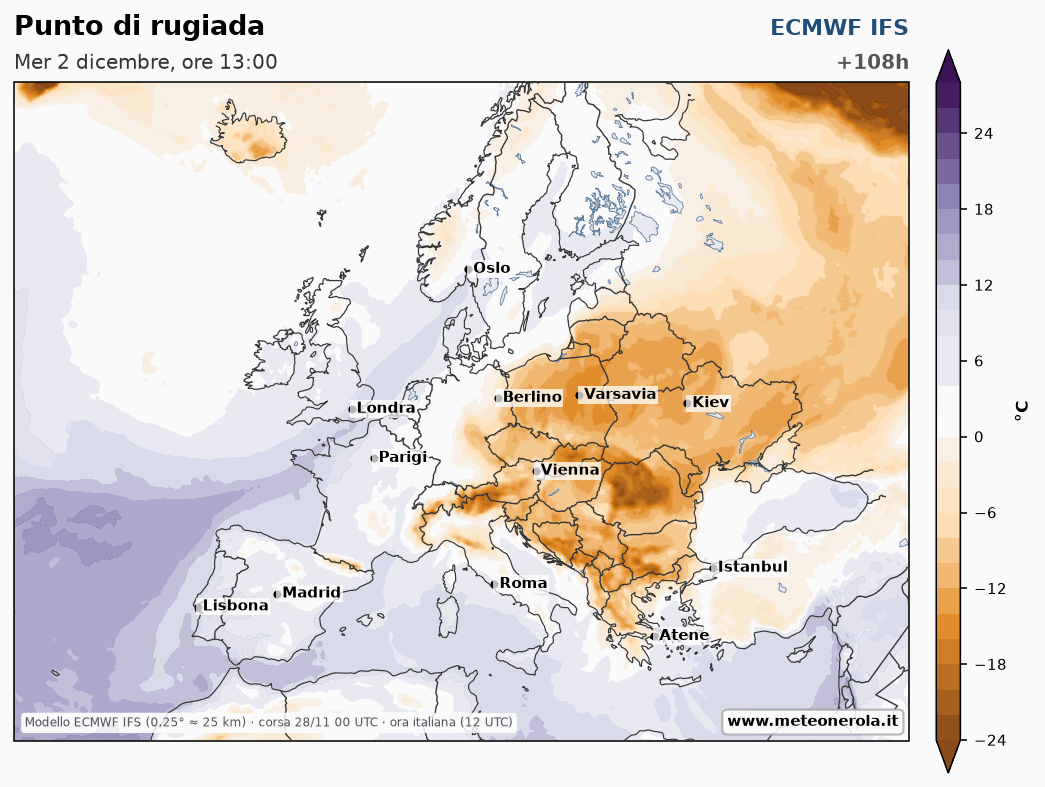 Punto di rugiada
ECMWF IFS
Mer 2 dicembre, ore 13:00
+108h
24
18
12
6
0
−6
−12
−18
−24
°C
Oslo
Londra
Berlino
Varsavia
Kiev
Parigi
Vienna
Istanbul
Roma
Madrid
Lisbona
Atene
Modello ECMWF IFS (0,25° ≈ 25 km) · corsa 28/11 00 UTC · ora italiana (12 UTC)
www.meteonerola.it